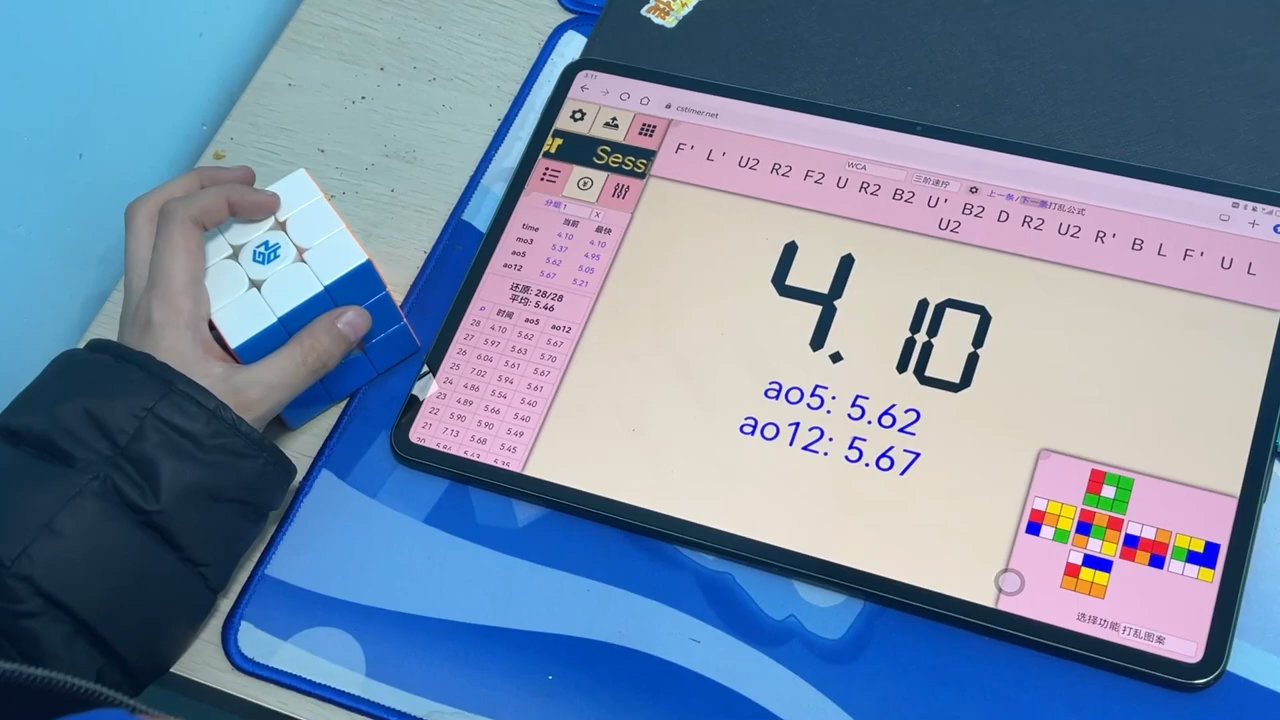 3:11
cstimer.net
er Sessi
WCA
三阶速拧
上一条/下一条打乱公式
F' L' U2 R2 F2 U R2 B2 U' B2 D R2 U2 R' B L F' U L
U2
分组1
X
当前 最快
time 4.10 4.10
mo3 5.37 4.95
ao5 5.62 5.05
ao12 5.67 5.21
还原: 28/28
平均: 5.46
时间 ao5 ao12
28 4.10 5.62 5.67
27 5.97 5.63 5.70
26 6.04 5.61 5.67
25 7.02 5.94 5.61
24 4.86 5.54 5.40
23 4.89 5.66 5.40
22 5.90 5.90 5.49
21 7.13 5.68 5.45
4.10
ao5: 5.62
ao12: 5.67
选择功能 打乱图案
GAN